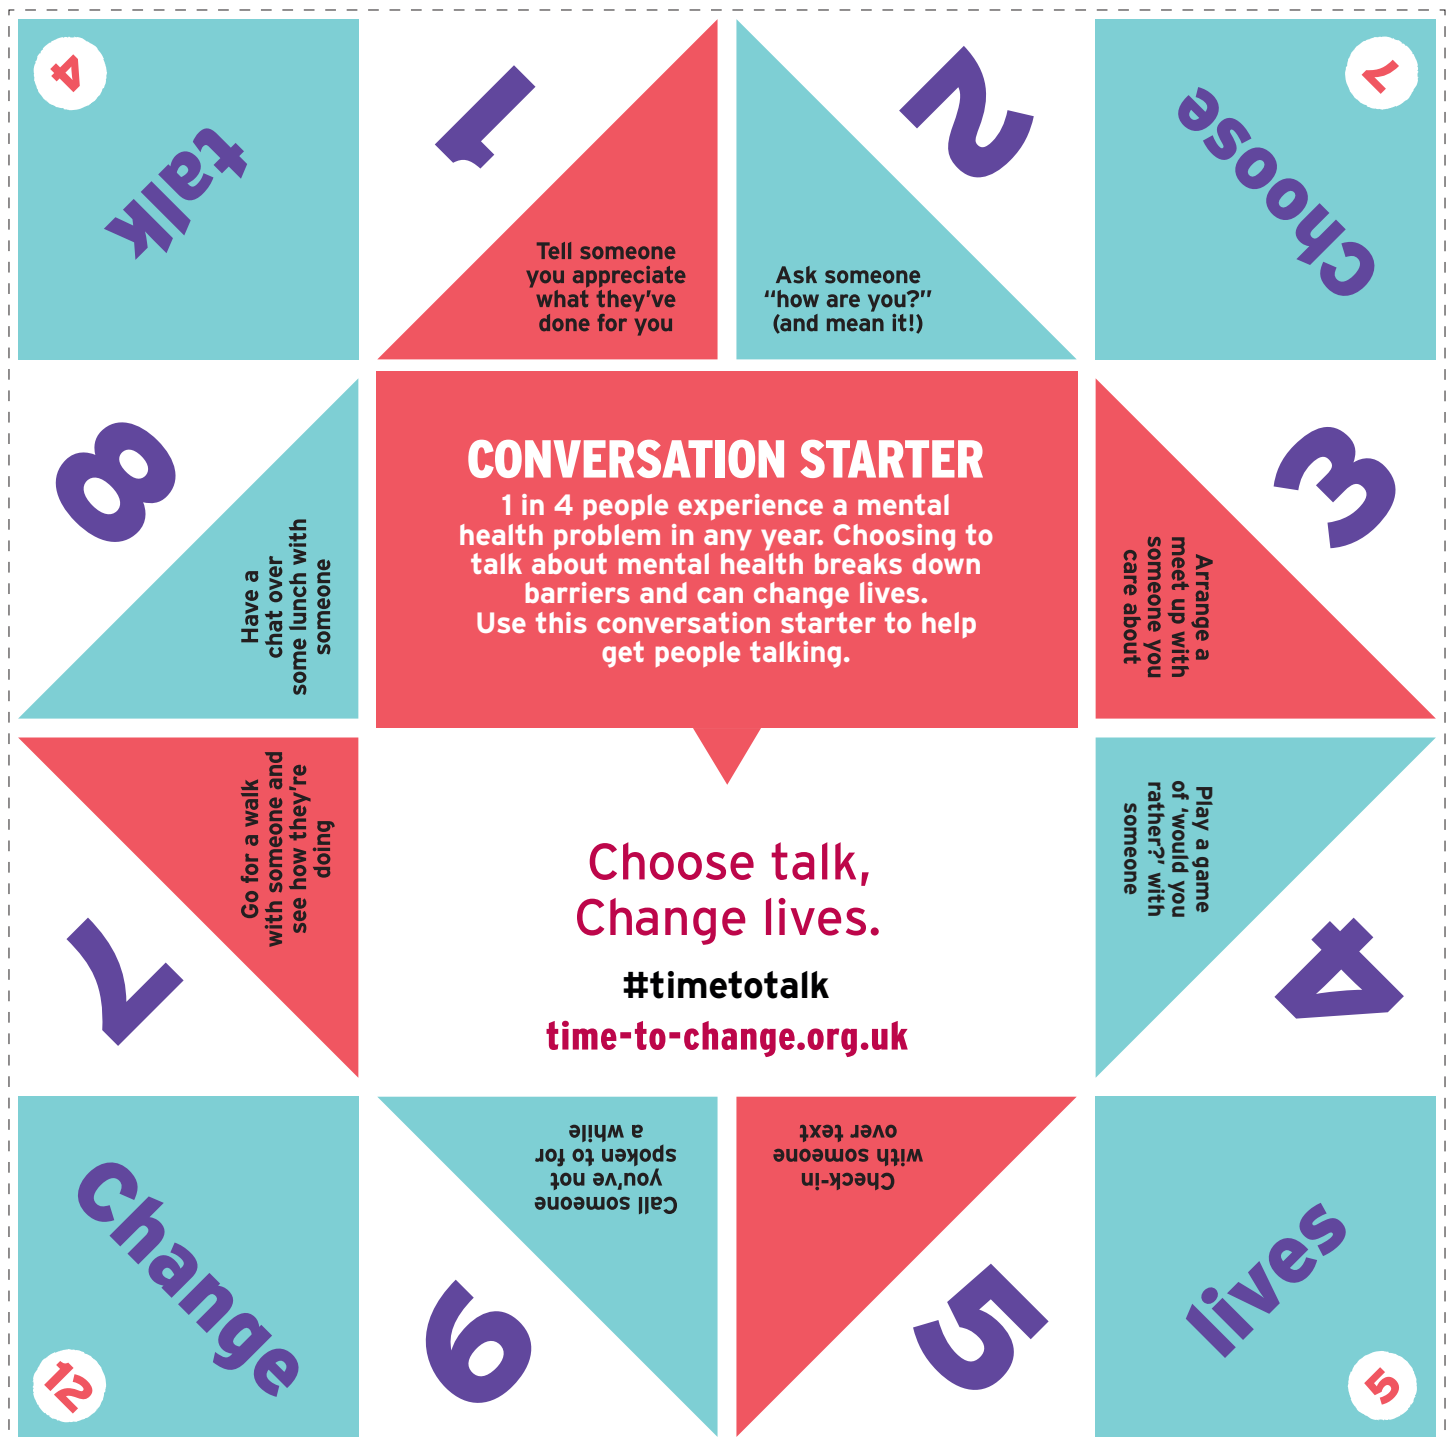 4
talk
1
Tell someone
you appreciate
what they’ve
done for you
2
Ask someone
“how are you?”
(and mean it!)
7
choose
8
Have a
chat over
some lunch with
someone
CONVERSATION STARTER
1 in 4 people experience a mental
health problem in any year. Choosing to
talk about mental health breaks down
barriers and can change lives.
Use this conversation starter to help
get people talking.
3
Arrange a
meet up with
someone you
care about
7
Go for a walk
with someone and
see how they’re
doing
Choose talk,
Change lives.
#timetotalk
time-to-change.org.uk
4
Play a game
of ‘would you
rather?’ with
someone
Change
12
6
Call someone
you’ve not
spoken to for
a while
5
Check-in
with someone
over text
lives
5